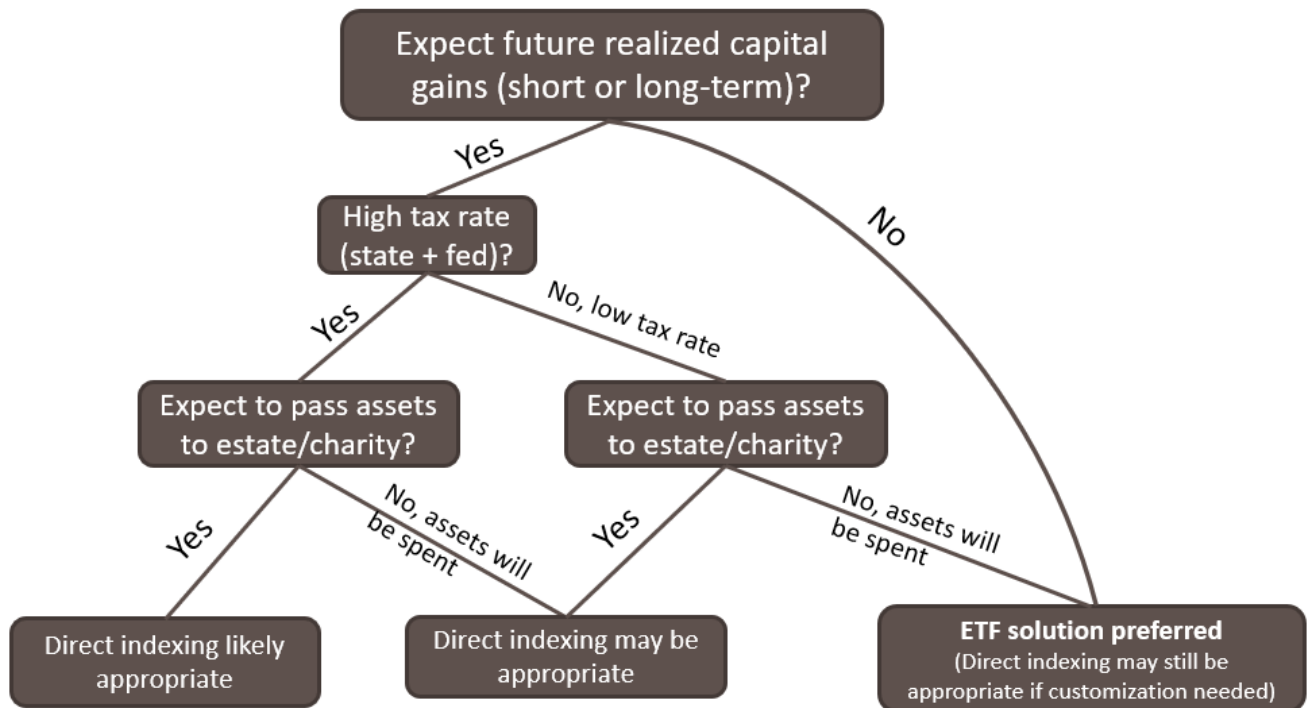 Expect future realized capital
gains (short or long-term)?
Yes
No
High tax rate
(state + fed)?
Yes
No, low tax rate
Expect to pass assets
to estate/charity?
Expect to pass assets
to estate/charity?
Yes
No, assets will
be spent
Yes
No, assets will
be spent
Direct indexing likely
appropriate
Direct indexing may be
appropriate
ETF solution preferred
(Direct indexing may still be
appropriate if customization needed)